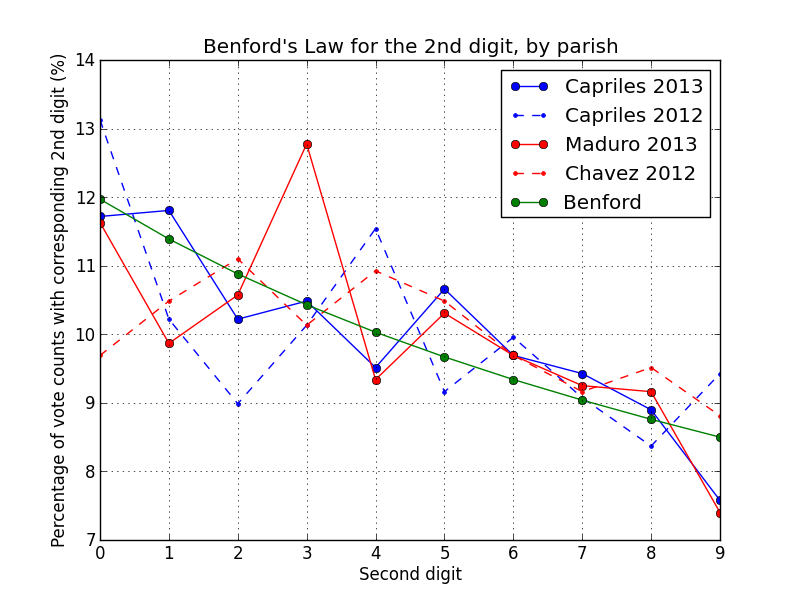 Benford's Law for the 2nd digit, by parish
Percentage of vote counts with corresponding 2nd digit (%)
14
13
12
11
10
9
8
7
Capriles 2013
Capriles 2012
Maduro 2013
Chavez 2012
Benford
0 1 2 3 4 5 6 7 8 9
Second digit